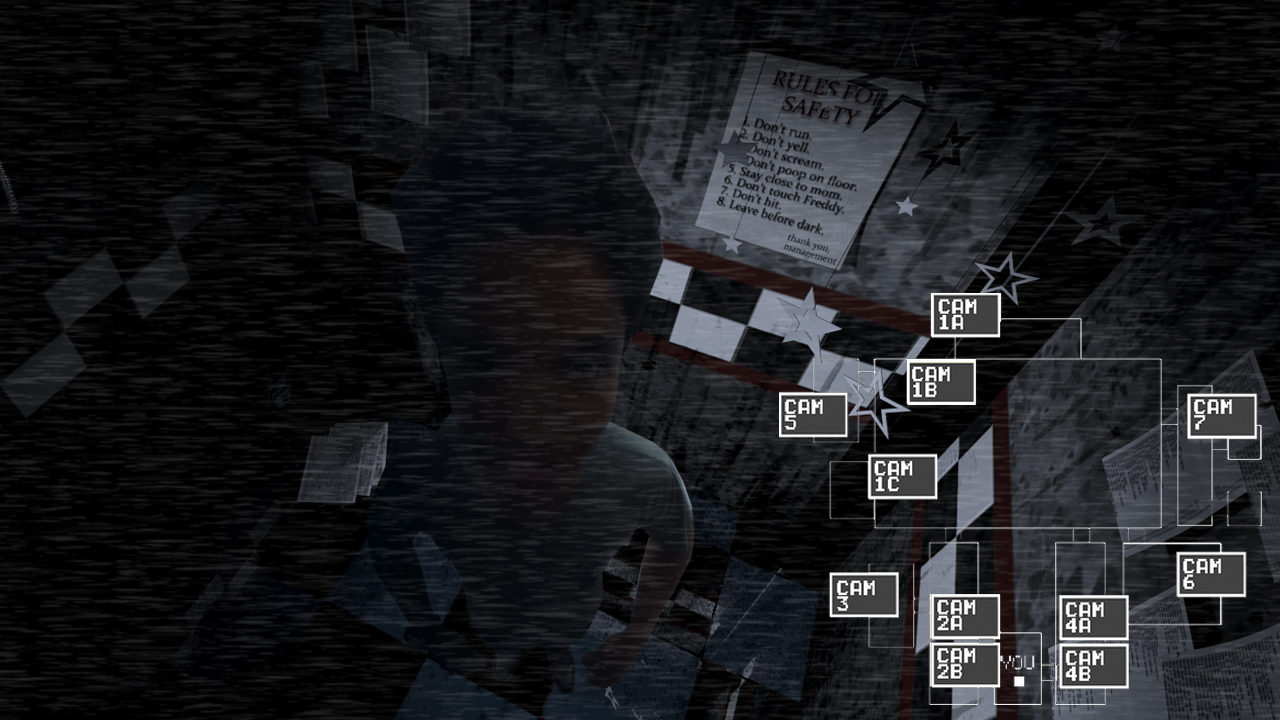 RULES FOR
SAFeTY
1. Don't run.
2. Don't yell.
Don't scream.
Don't poop on floor.
5. Stay close to mom.
6. Don't touch Freddy.
7. Don't hit.
8. Leave before dark.
thank you,
management
CAM
1A
CAM
1B
CAM
5
CAM
7
CAM
1C
CAM
6
CAM
3
CAM
2A
CAM
4A
CAM
2B
YOU
CAM
4B